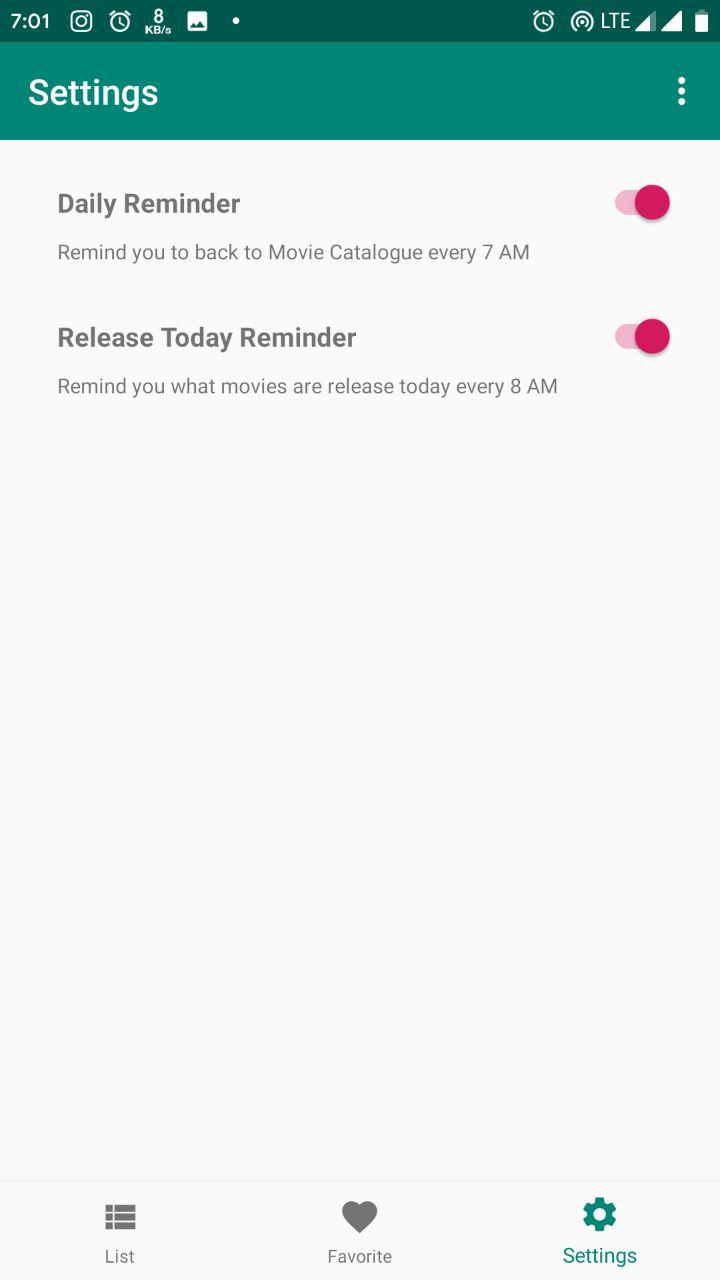 7:01 8 KB/s LTE
Settings
Daily Reminder
Remind you to back to Movie Catalogue every 7 AM
Release Today Reminder
Remind you what movies are release today every 8 AM
List Favorite Settings